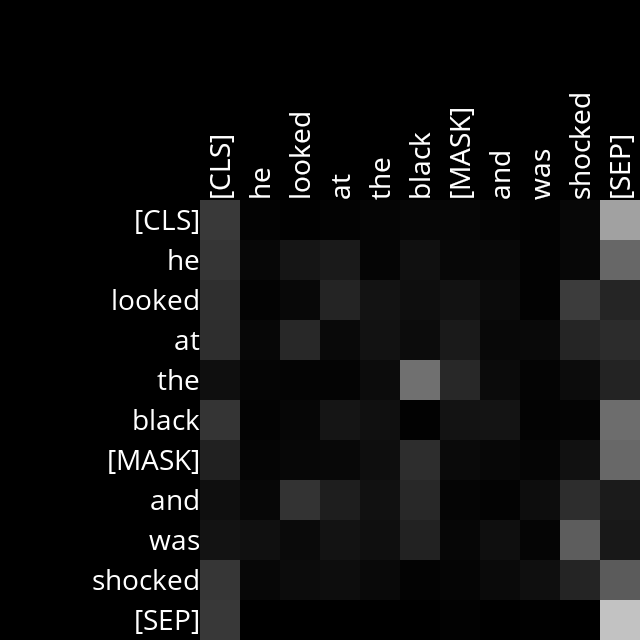 [CLS] he looked at the black [MASK] and was shocked [SEP]
[CLS]
he
looked
at
the
black
[MASK]
and
was
shocked
[SEP]